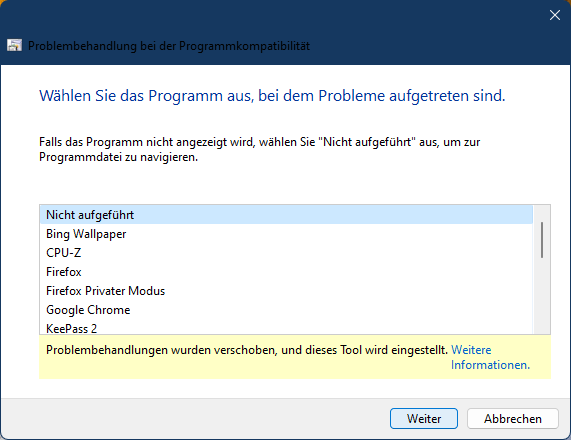 Problembehandlung bei der Programmkompatibilität
Wählen Sie das Programm aus, bei dem Probleme aufgetreten sind.
Falls das Programm nicht angezeigt wird, wählen Sie "Nicht aufgeführt" aus, um zur
Programmdatei zu navigieren.
Nicht aufgeführt
Bing Wallpaper
CPU-Z
Firefox
Firefox Privater Modus
Google Chrome
KeePass 2
Problembehandlungen wurden verschoben, und dieses Tool wird eingestellt. Weitere
Informationen.
Weiter
Abbrechen